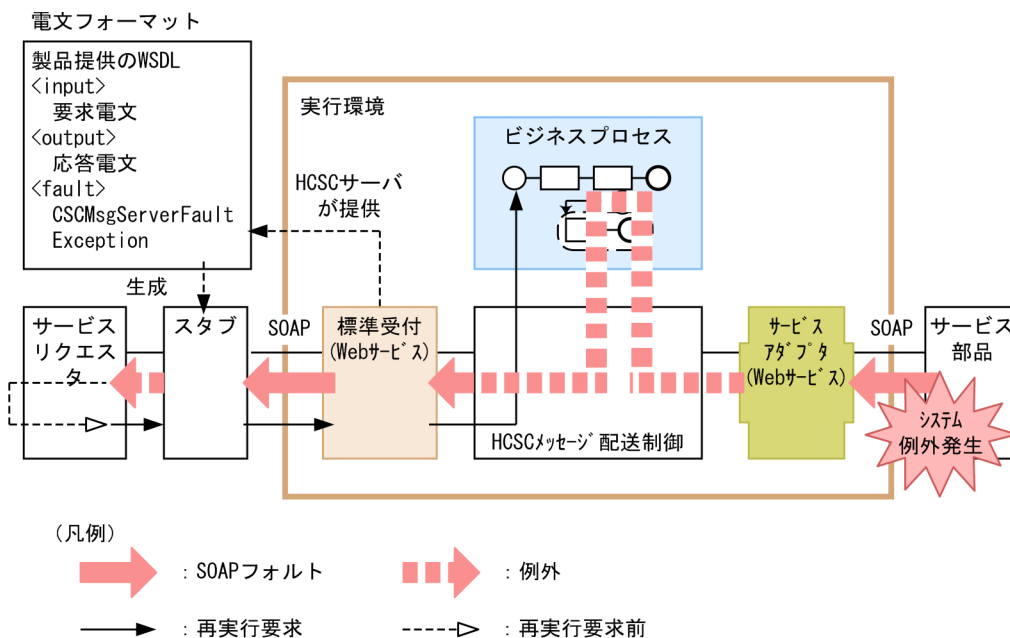 電文フォーマット
製品提供のWSDL
<input>
要求電文
<output>
応答電文
<fault>
CSCMsgServerFault
Exception
実行環境
ビジネスプロセス
HCSCサーバ
が提供
生成
サービス
リクエス
タ
スタブ
SOAP
標準受付
(Webサービス)
HCSCﾒｯｾｰｼﾞ配送制御
ｻｰﾋﾞｽ
ｱﾀﾞﾌﾟﾀ
(Webｻｰﾋﾞｽ)
SOAP
サービス
部品
ｼｽﾃﾑ
例外発生
(凡例)
：SOAPフォルト
：例外
：再実行要求
：再実行要求前